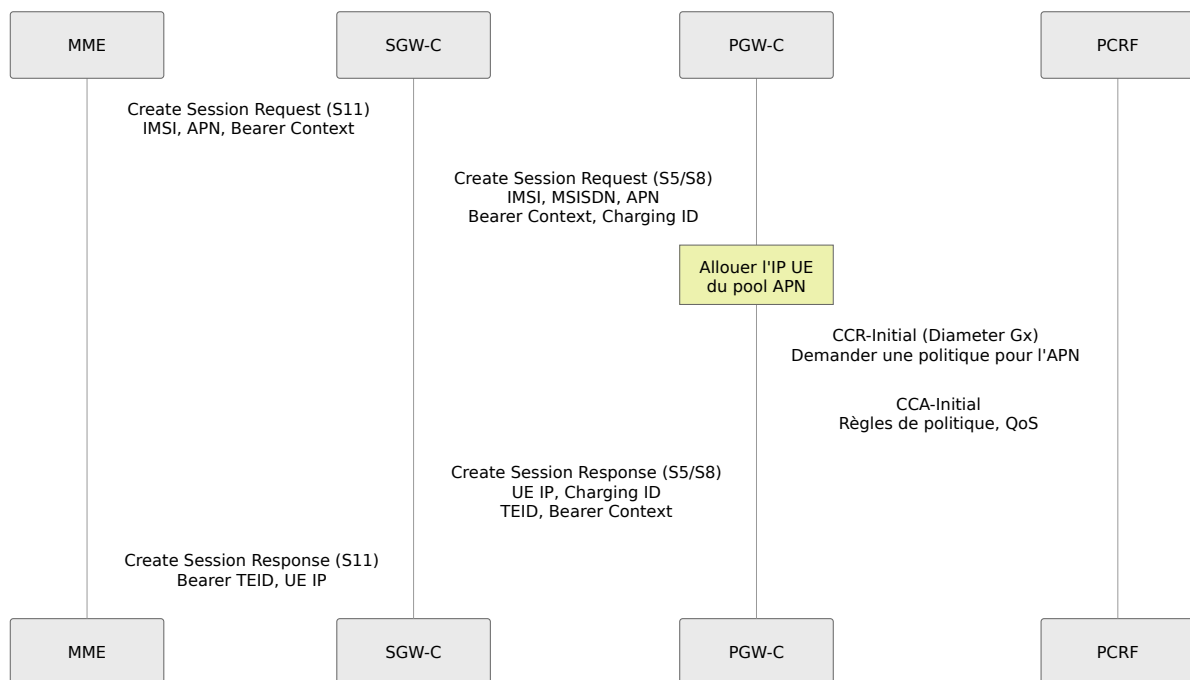 MME
SGW-C
PGW-C
PCRF
Create Session Request (S11)
IMSI, APN, Bearer Context
Create Session Request (S5/S8)
IMSI, MSISDN, APN
Bearer Context, Charging ID
Allouer l'IP UE
du pool APN
CCR-Initial (Diameter Gx)
Demander une politique pour l'APN
CCA-Initial
Règles de politique, QoS
Create Session Response (S5/S8)
UE IP, Charging ID
TEID, Bearer Context
Create Session Response (S11)
Bearer TEID, UE IP
MME
SGW-C
PGW-C
PCRF